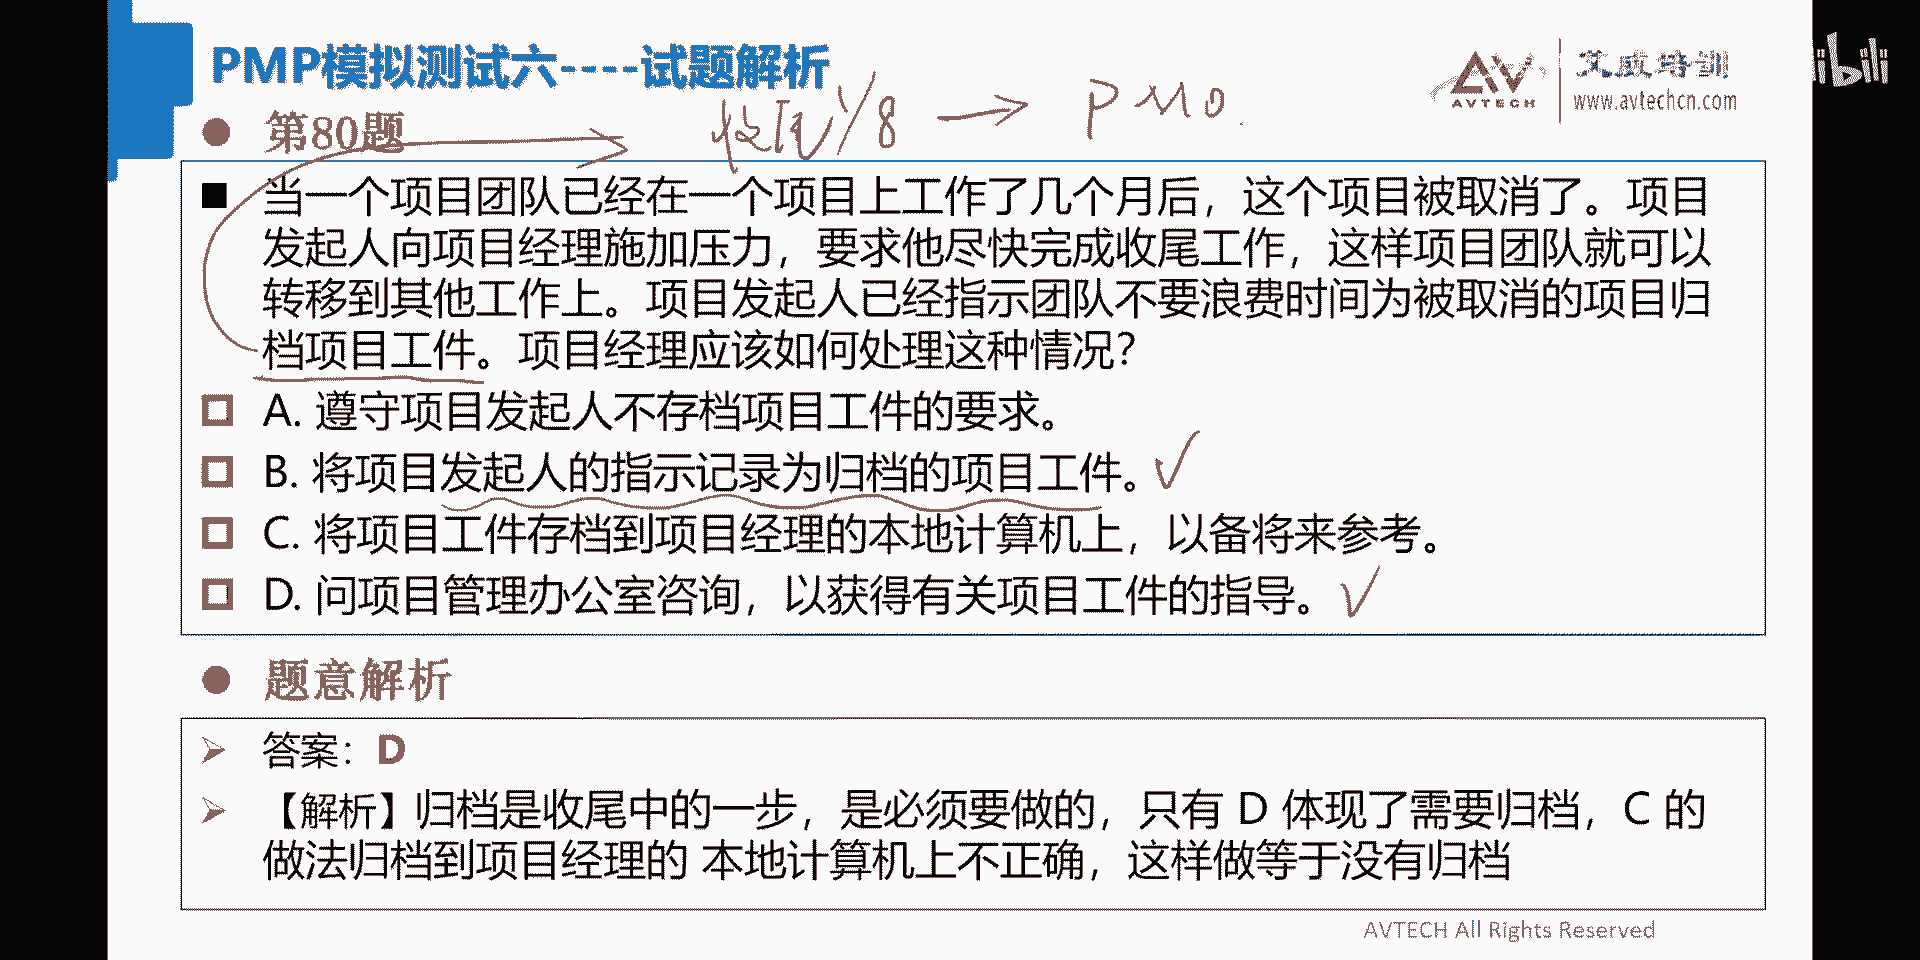 PMP模拟测试六----试题解析
AVTECH
艾威培训
www.avtechcn.com
bili
第80题
→ PMO.
当一个项目团队已经在一个项目上工作了几个月后，这个项目被取消了。项目
发起人向项目经理施加压力，要求他尽快完成收尾工作，这样项目团队就可以
转移到其他工作上。项目发起人已经指示团队不要浪费时间为被取消的项目归
档项目工件。项目经理应该如何处理这种情况？
A. 遵守项目发起人不存档项目工件的要求。
B. 将项目发起人的指示记录为归档的项目工件。
C. 将项目工件存档到项目经理的本地计算机上，以备将来参考。
D. 问项目管理办公室咨询，以获得有关项目工件的指导。
题意解析
答案：D
【解析】归档是收尾中的一步，是必须要做的，只有 D 体现了需要归档，C 的
做法归档到项目经理的 本地计算机上不正确，这样做等于没有归档
AVTECH All Rights Reserved